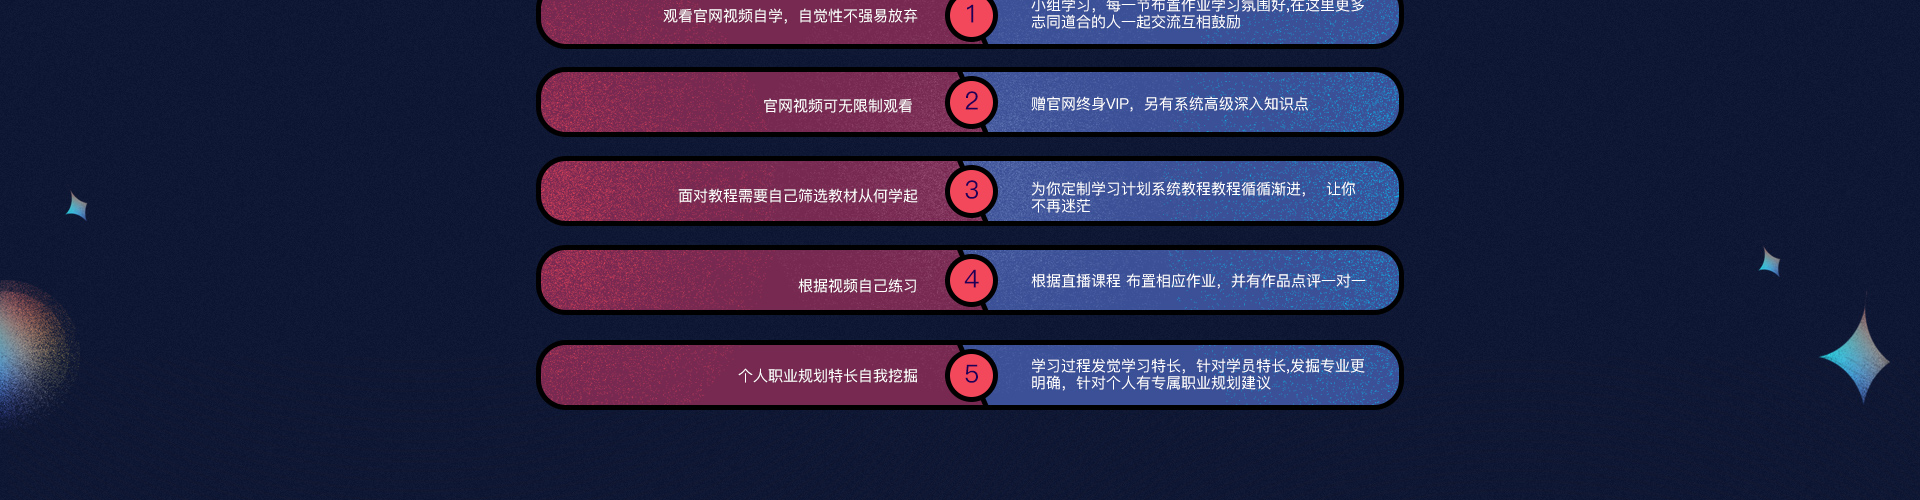 观看官网视频自学，自觉性不强易放弃
1
小组学习，每一节布置作业学习氛围好,在这里更多
志同道合的人一起交流互相鼓励
官网视频可无限制观看
2
赠官网终身VIP，另有系统高级深入知识点
面对教程需要自己筛选教材从何学起
3
为你定制学习计划系统教程教程循循渐进， 让你
不再迷茫
根据视频自己练习
4
根据直播课程 布置相应作业，并有作品点评一对一
个人职业规划特长自我挖掘
5
学习过程发觉学习特长，针对学员特长,发掘专业更
明确，针对个人有专属职业规划建议